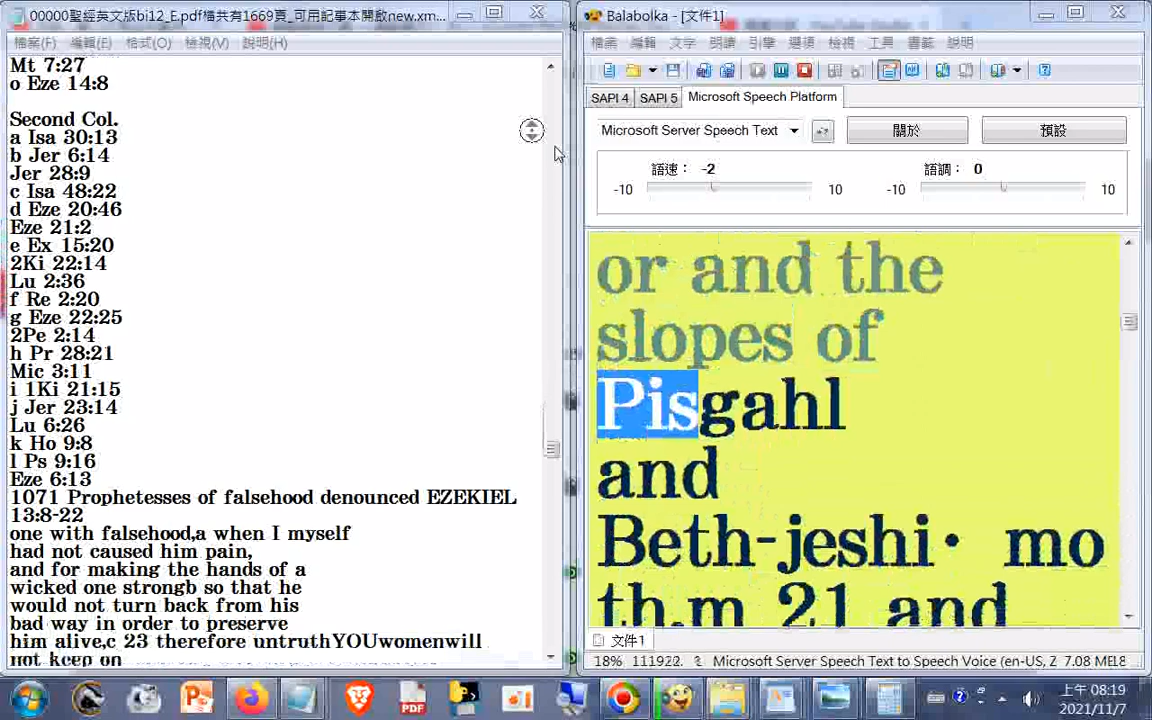 00000聖經英文版bi12_E.pdf檔共有1669頁_可用記事本開啟new.xm...
檔案(F) 編輯(E) 格式(O) 檢視(V) 說明(H)
Mt 7:27
o Eze 14:8
Second Col.
a Isa 30:13
b Jer 6:14
Jer 28:9
c Isa 48:22
d Eze 20:46
Eze 21:2
e Ex 15:20
2Ki 22:14
Lu 2:36
f Re 2:20
g Eze 22:25
2Pe 2:14
h Pr 28:21
Mic 3:11
i 1Ki 21:15
j Jer 23:14
Lu 6:26
k Ho 9:8
l Ps 9:16
Eze 6:13
1071 Prophetesses of falsehood denounced EZEKIEL
13:8-22
one with falsehood,a when I myself
had not caused him pain,
and for making the hands of a
wicked one strongb so that he
would not turn back from his
bad way in order to preserve
him alive,c 23 therefore untruthYOUwomenwill
not keep on
Balabolka - [文件1]
檔案 編輯 文字 朗讀 引擎 選項 檢視 工具 書籤 說明
SAPI 4 SAPI 5 Microsoft Speech Platform
Microsoft Server Speech Text
關於
預設
語速： -2
-10 10
語調： 0
-10 10
or and the
slopes of
Pisgahl
and
Beth-jeshi· mo
th,m 21 and
文件1
18% 111922. Microsoft Server Speech Text to Speech Voice (en-US, Z 7.08 MEL8
上午 08:19
2021/11/7